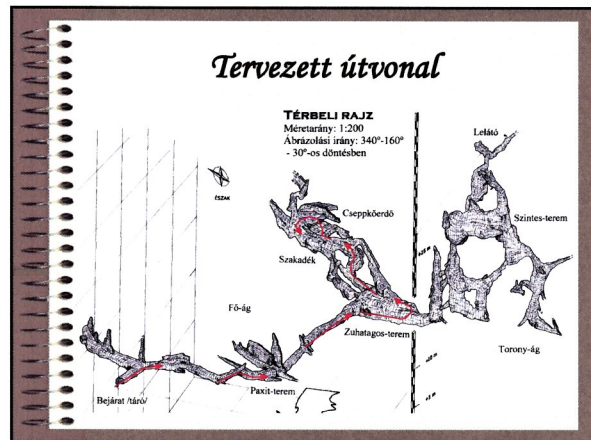 Tervezett útvonal
TÉRBELI RAJZ
Méretarány: 1:200
Ábrázolási irány: 340°-160°
- 30°-os döntésben
Lelátó
ÉSZAK
Cseppkőerdő
Szintes-terem
Szakadék
Fő-ág
Zuhatagos-terem
Torony-ág
Paxit-terem
Bejárat /táró/